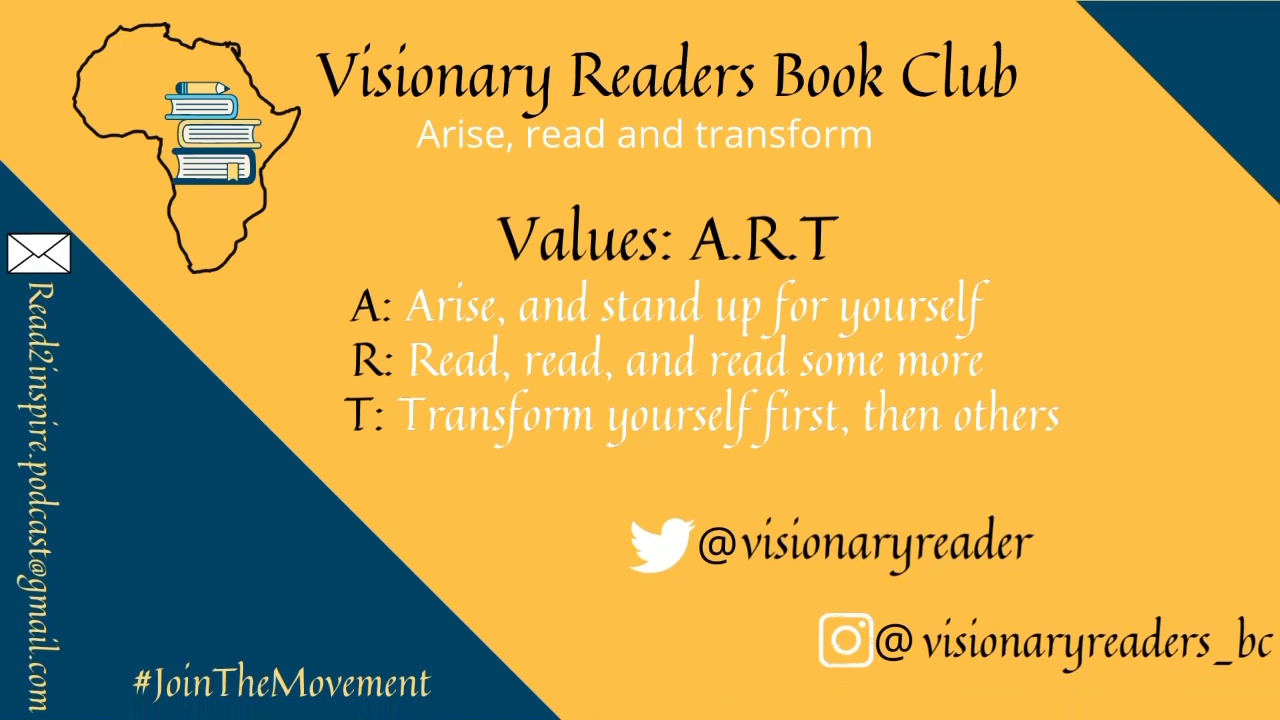 Visionary Readers Book Club
Arise, read and transform
Values: A.R.T
A: Arise, and stand up for yourself
R: Read, read, and read some more
T: Transform yourself first, then others
@visionaryreader
@ visionaryreaders_bc
Read2inspire.podcast@gmail.com
#JoinTheMovement